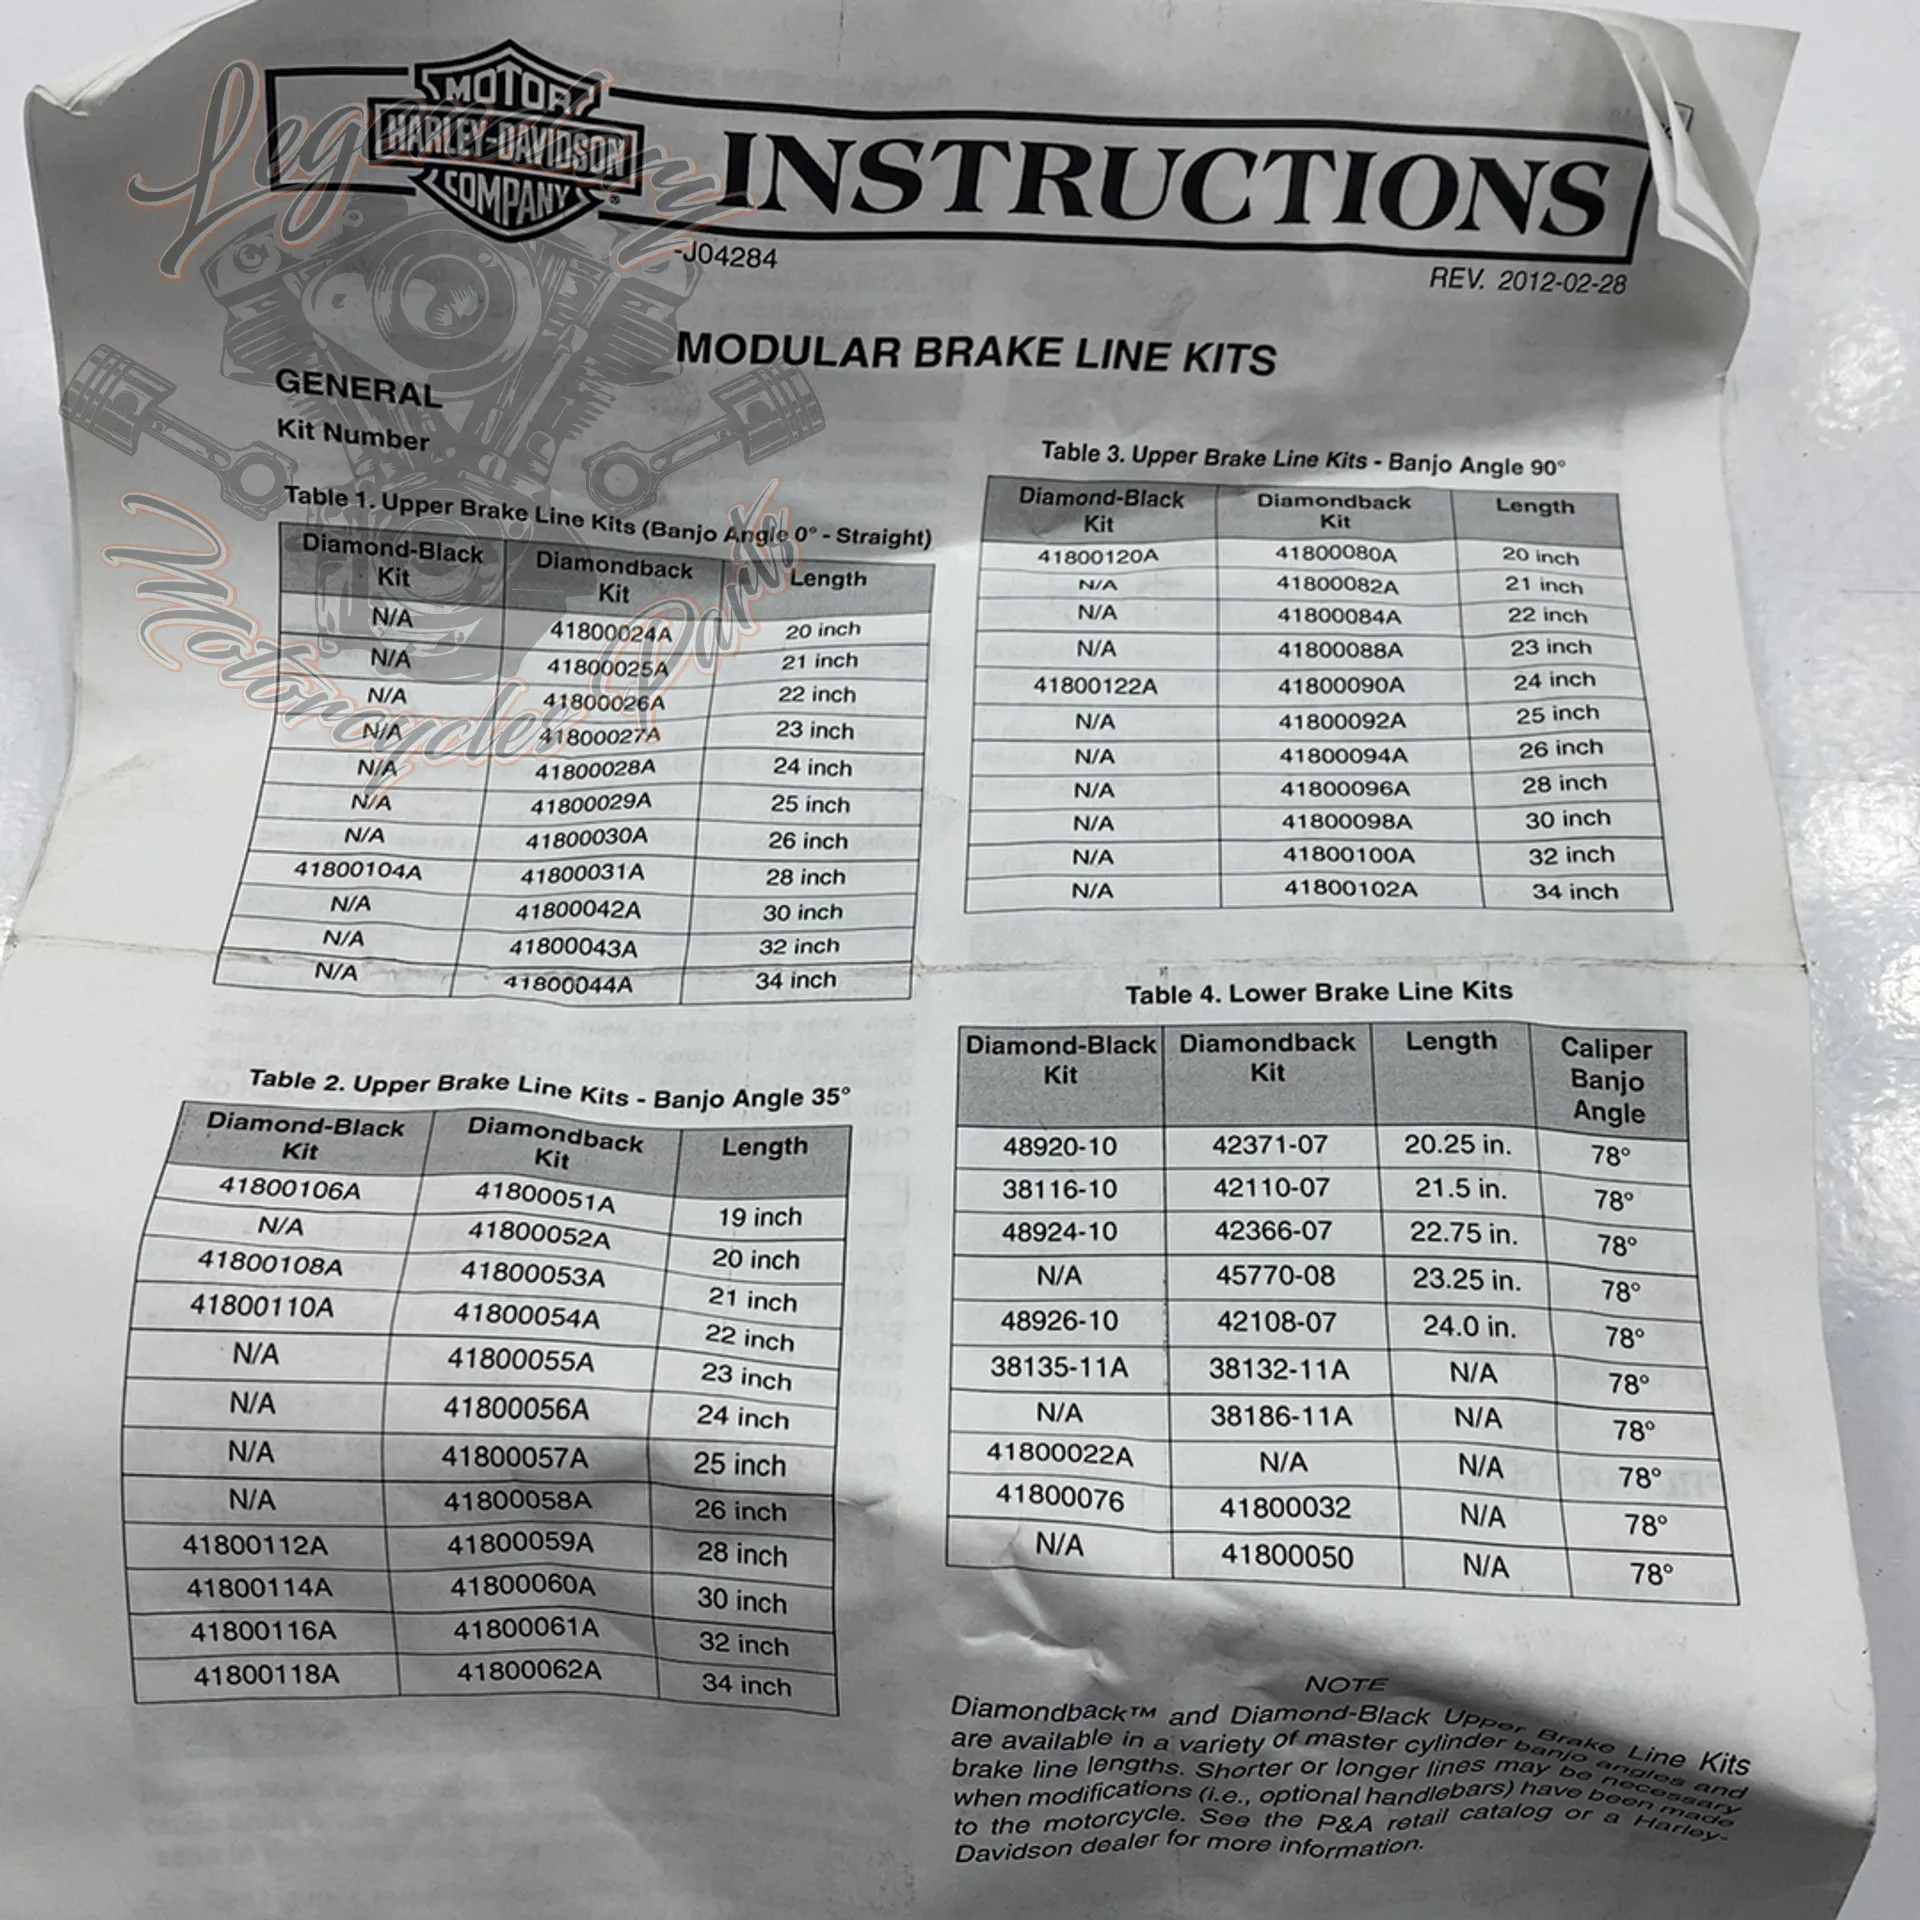 MOTOR
HARLEY-DAVIDSON
COMPANY
®
INSTRUCTIONS
-J04284
REV. 2012-02-28
MODULAR BRAKE LINE KITS
GENERAL
Kit Number
Table 1. Upper Brake Line Kits (Banjo Angle 0° - Straight)
Diamond-Black Kit Diamondback Kit Length
N/A 41800024A 20 inch
N/A 41800025A 21 inch
N/A 41800026A 22 inch
N/A 41800027A 23 inch
N/A 41800028A 24 inch
N/A 41800029A 25 inch
N/A 41800030A 26 inch
41800104A 41800031A 28 inch
N/A 41800042A 30 inch
N/A 41800043A 32 inch
N/A 41800044A 34 inch
Table 2. Upper Brake Line Kits - Banjo Angle 35°
Diamond-Black Kit Diamondback Kit Length
41800106A 41800051A 19 inch
N/A 41800052A 20 inch
41800108A 41800053A 21 inch
41800110A 41800054A 22 inch
N/A 41800055A 23 inch
N/A 41800056A 24 inch
N/A 41800057A 25 inch
N/A 41800058A 26 inch
41800112A 41800059A 28 inch
41800114A 41800060A 30 inch
41800116A 41800061A 32 inch
41800118A 41800062A 34 inch
Table 3. Upper Brake Line Kits - Banjo Angle 90°
Diamond-Black Kit Diamondback Kit Length
41800120A 41800080A 20 inch
N/A 41800082A 21 inch
N/A 41800084A 22 inch
N/A 41800088A 23 inch
41800122A 41800090A 24 inch
N/A 41800092A 25 inch
N/A 41800094A 26 inch
N/A 41800096A 28 inch
N/A 41800098A 30 inch
N/A 41800100A 32 inch
N/A 41800102A 34 inch
Table 4. Lower Brake Line Kits
Diamond-Black Kit Diamondback Kit Length Caliper Banjo Angle
48920-10 42371-07 20.25 in. 78°
38116-10 42110-07 21.5 in. 78°
48924-10 42366-07 22.75 in. 78°
N/A 45770-08 23.25 in. 78°
48926-10 42108-07 24.0 in. 78°
38135-11A 38132-11A N/A 78°
N/A 38186-11A N/A 78°
41800022A N/A N/A 78°
41800076 41800032 N/A 78°
N/A 41800050 N/A 78°
NOTE
Diamondback™ and Diamond-Black Upper Brake Line Kits
are available in a variety of master cylinder banjo angles and
brake line lengths. Shorter or longer lines may be necessary
when modifications (i.e., optional handlebars) have been made
to the motorcycle. See the P&A retail catalog or a Harley-
Davidson dealer for more information.
Legendary
Motorcycles Parts